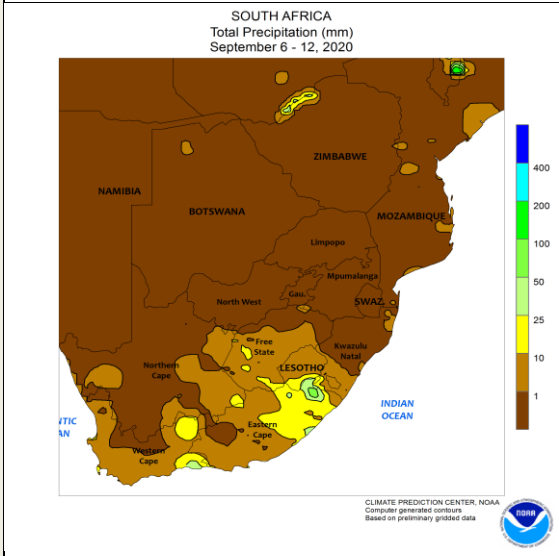 SOUTH AFRICA
Total Precipitation (mm)
September 6 - 12, 2020
ZIMBABWE
NAMIBIA
BOTSWANA
MOZAMBIQUE
Limpopo
Mpumalanga
Gau.
North West
SWAZ.
Free
State
Kwazulu
Natal
Northern
Cape
LESOTHO
Eastern
Cape
Western
Cape
NTIC
AN
INDIAN
OCEAN
400
200
100
50
25
10
1
CLIMATE PREDICTION CENTER, NOAA
Computer generated contours
Based on preliminary gridded data
NOAA